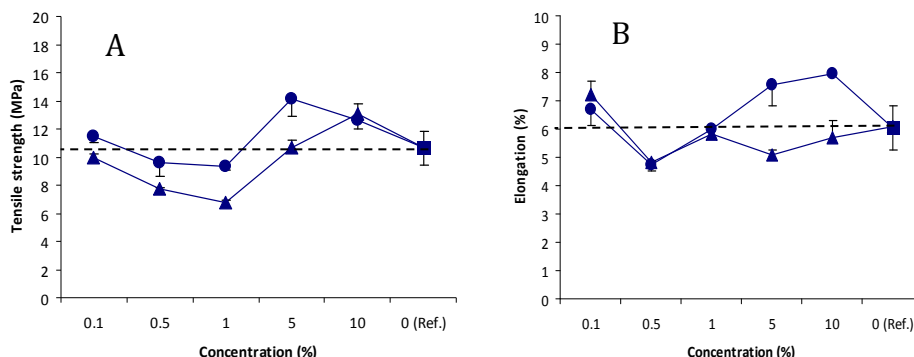 A
Tensile strength (MPa)
20
18
16
14
12
10
8
6
4
2
0
0.1 0.5 1 5 10 0 (Ref.)
Concentration (%)
B
Elongation (%)
10
9
8
7
6
5
4
3
2
1
0
0.1 0.5 1 5 10 0 (Ref.)
Concentration (%)